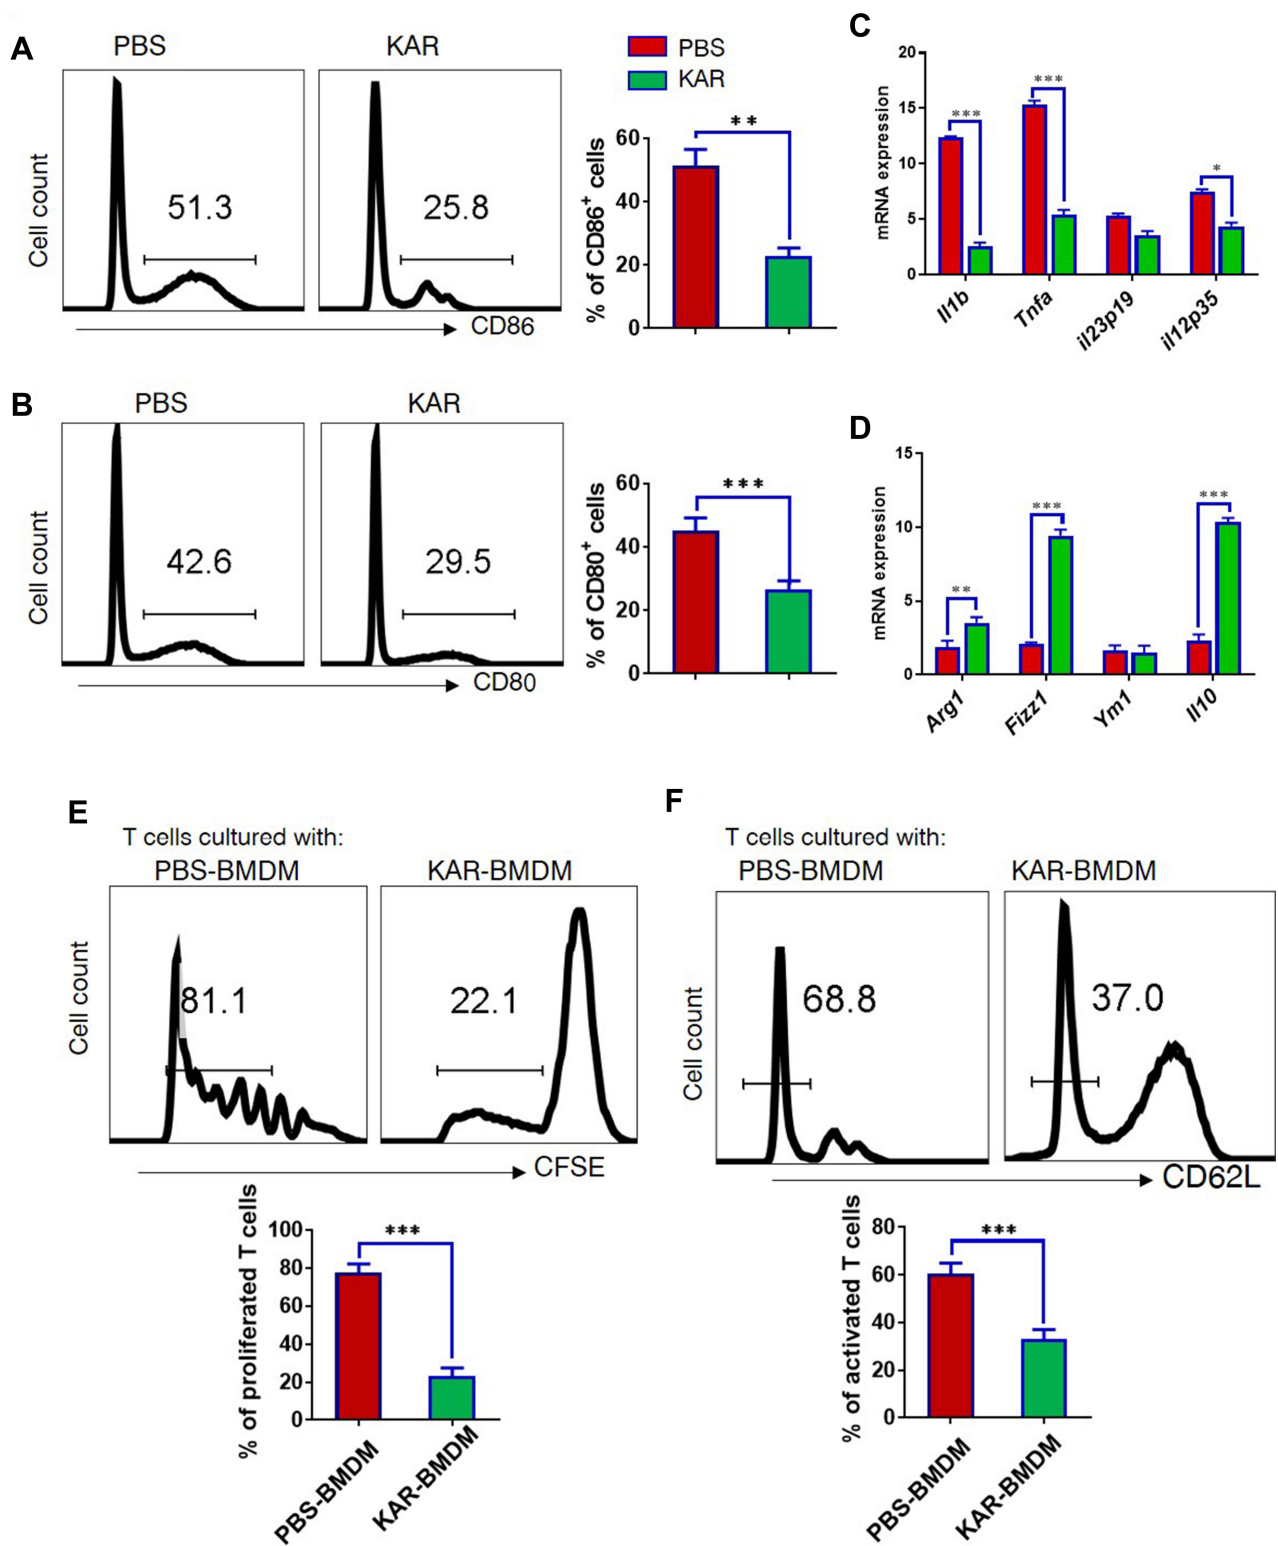 A
PBS
KAR
Cell count
51.3
25.8
CD86
PBS
KAR
% of CD86+ cells
60
40
20
0
**
B
PBS
KAR
Cell count
42.6
29.5
CD80
% of CD80+ cells
60
40
20
0
***
C
mRNA expression
20
15
10
5
0
***
***
*
Il1b
Tnfa
il23p19
il12p35
D
mRNA expression
15
10
5
0
**
***
***
Arg1
Fizz1
Ym1
Il10
E
T cells cultured with:
PBS-BMDM
KAR-BMDM
Cell count
81.1
22.1
CFSE
% of proliferated T cells
100
80
60
40
20
0
***
PBS-BMDM
KAR-BMDM
F
T cells cultured with:
PBS-BMDM
KAR-BMDM
Cell count
68.8
37.0
CD62L
% of activated T cells
80
60
40
20
0
***
PBS-BMDM
KAR-BMDM